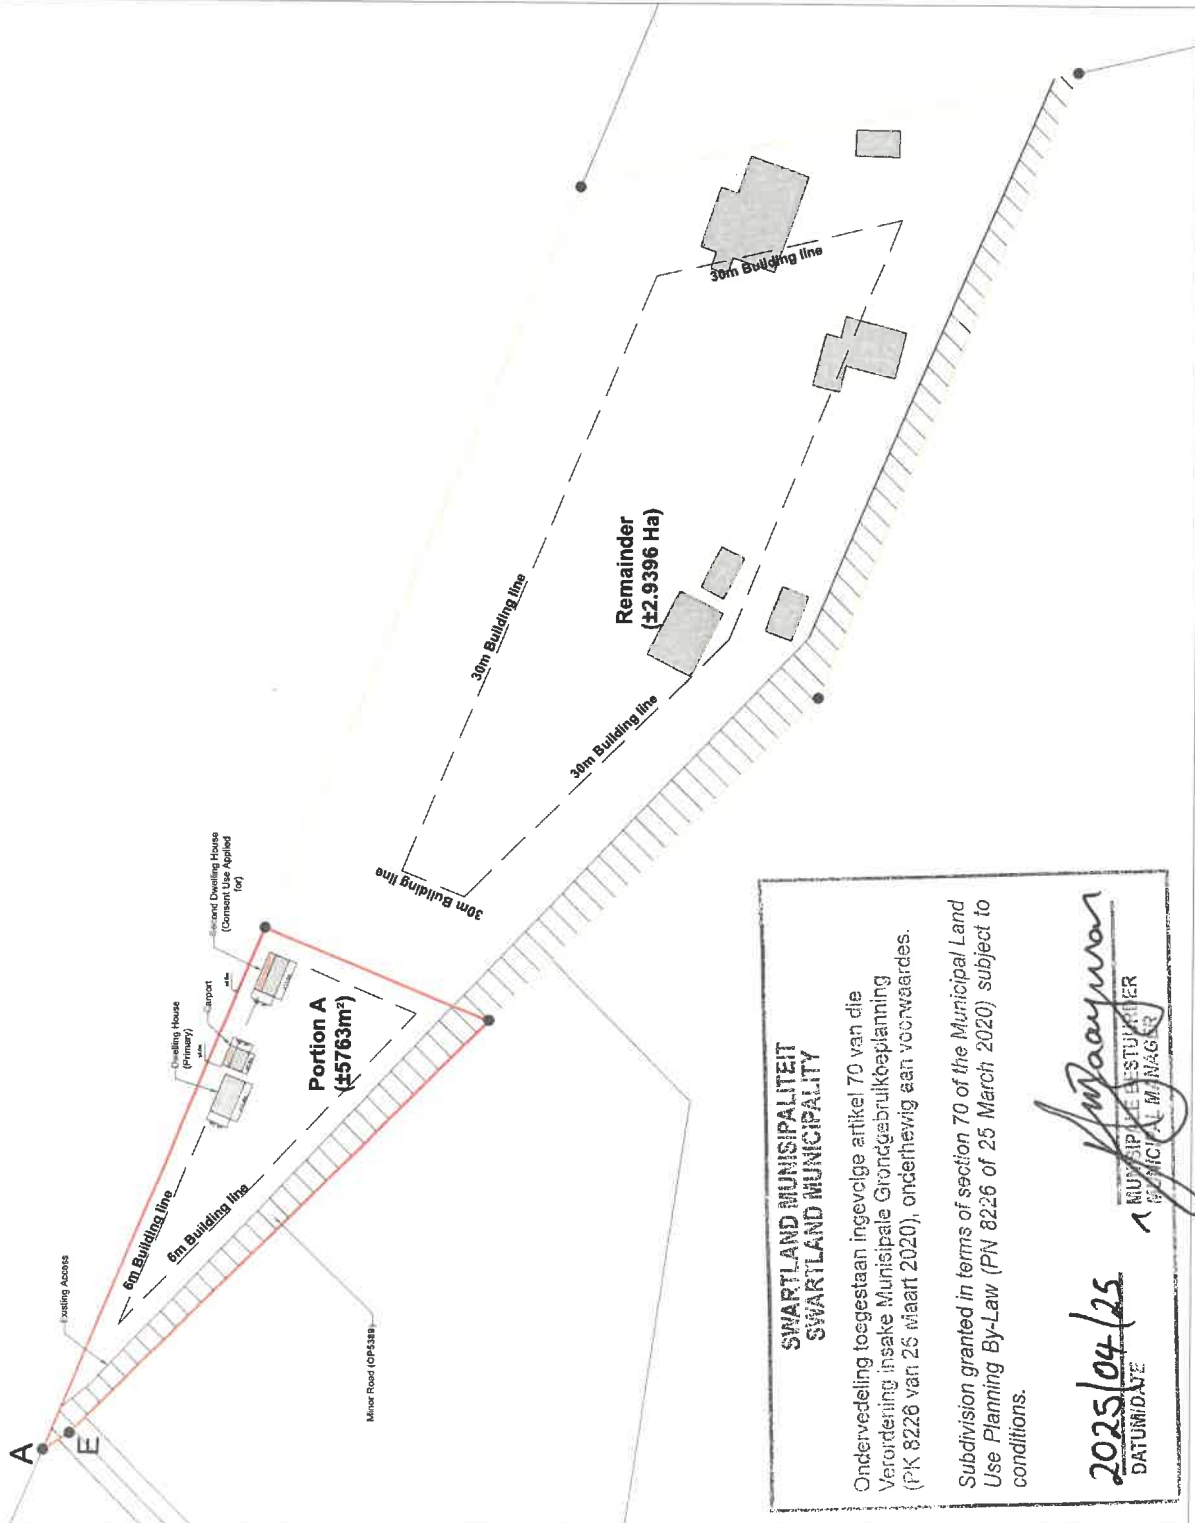 A
E
Existing Access
Minor Road (OP5389)
6m Building line
6m Building line
Dwelling House
(Primary)
Carport
Second Dwelling House
(Consent Use Applied
for)
Portion A
(±5763m²)
30m Building line
30m Building line
30m Building line
30m Building line
Remainder
(±2.9396 Ha)
SWARTLAND MUNISIPALITEIT
SWARTLAND MUNICIPALITY
Ondervedeling toegestaan ingevolge artikel 70 van die
Verordening insake Munisipale Grondgebruikbeplanning
(PK 8226 van 25 Maart 2020), onderhewig aan voorwaardes.
Subdivision granted in terms of section 70 of the Municipal Land
Use Planning By-Law (PN 8226 of 25 March 2020) subject to
conditions.
2025/04/25
DATUM/DATE
MUNISIPALE BESTUURDER
MUNICIPAL MANAGER